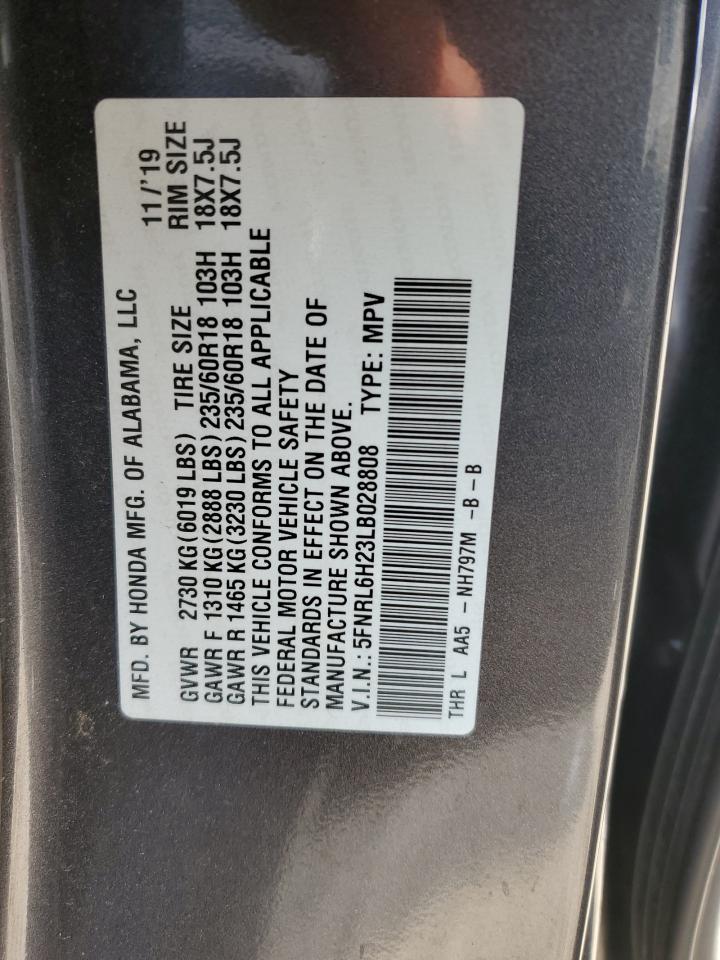 MFD. BY HONDA MFG. OF ALABAMA, LLC 11/'19
GVWR 2730 KG(6019 LBS) TIRE SIZE RIM SIZE
GAWR F 1310 KG(2888 LBS)235/60R18 103H 18X7.5J
GAWR R 1465 KG(3230 LBS)235/60R18 103H 18X7.5J
THIS VEHICLE CONFORMS TO ALL APPLICABLE
FEDERAL MOTOR VEHICLE SAFETY
STANDARDS IN EFFECT ON THE DATE OF
MANUFACTURE SHOWN ABOVE.
V.I.N.: 5FNRL6H23LB028808 TYPE: MPV
THR L AA5 -NH797M -B -B